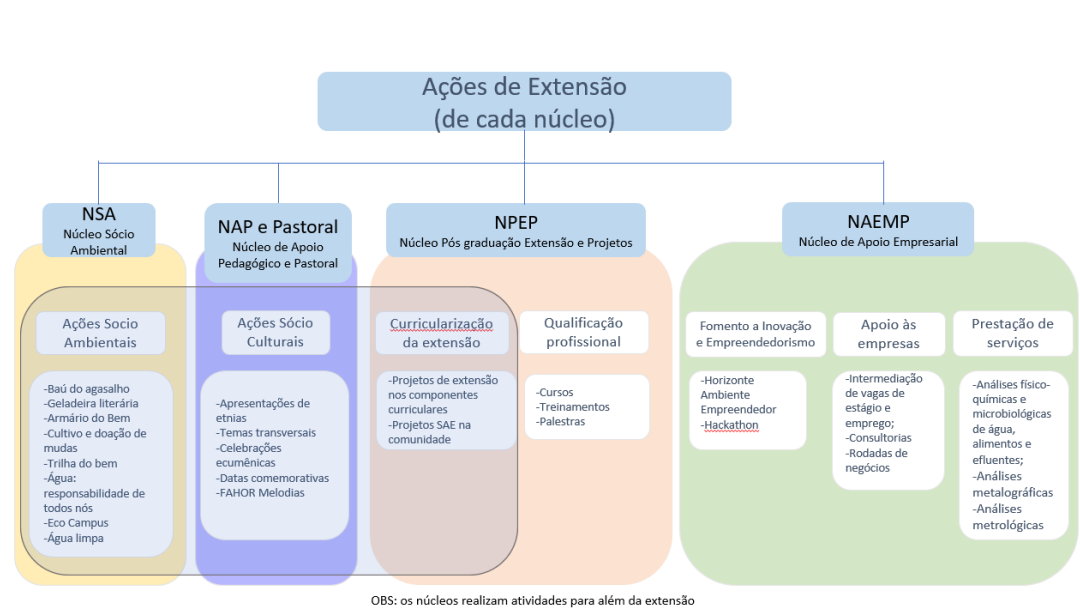 Ações de Extensão
(de cada núcleo)
NSA
Núcleo Sócio
Ambiental
NAP e Pastoral
Núcleo de Apoio
Pedagógico e Pastoral
NPEP
Núcleo Pós graduação Extensão e Projetos
NAEMP
Núcleo de Apoio Empresarial
Ações Socio
Ambientais
-Baú do agasalho
-Geladeira literária
-Armário do Bem
-Cultivo e doação de
mudas
-Trilha do bem
-Água:
responsabilidade de
todos nós
-Eco Campus
-Água limpa
Ações Sócio
Culturais
-Apresentações de
etnias
-Temas transversais
-Celebrações
ecumênicas
-Datas comemorativas
-FAHOR Melodias
Curricularização
da extensão
-Projetos de extensão
nos componentes
curriculares
-Projetos SAE na
comunidade
Qualificação
profissional
-Cursos
-Treinamentos
-Palestras
Fomento a Inovação
e Empreendedorismo
-Horizonte
Ambiente
Empreendedor
-Hackathon
Apoio às
empresas
-Intermediação
de vagas de
estágio e
emprego;
-Consultorias
-Rodadas de
negócios
Prestação de
serviços
-Análises físico-
químicas e
microbiológicas
de água,
alimentos e
efluentes;
-Análises
metalográficas
-Análises
metrológicas
OBS: os núcleos realizam atividades para além da extensão